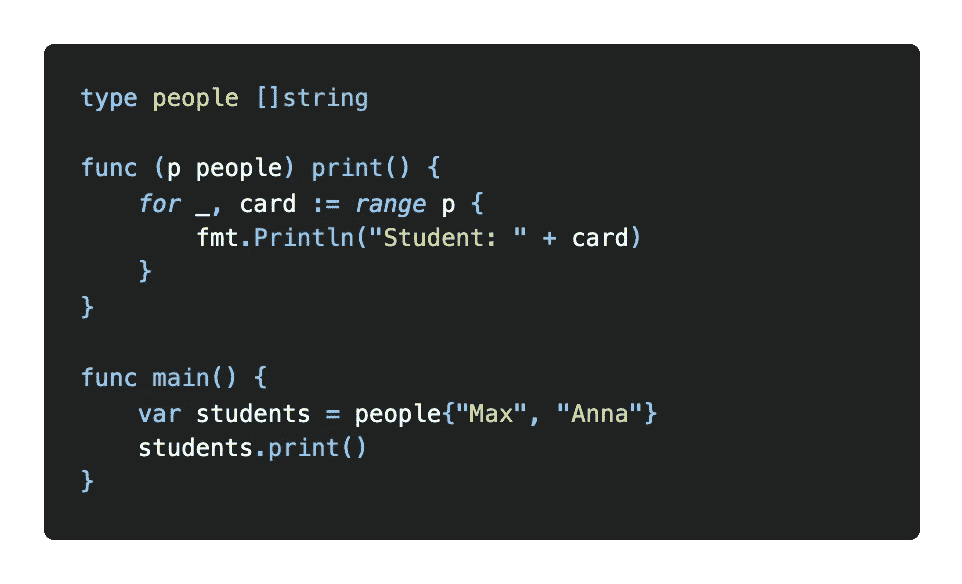 type people []string
func (p people) print() {
    for _, card := range p {
        fmt.Println("Student: " + card)
    }
}
func main() {
    var students = people{"Max", "Anna"}
    students.print()
}